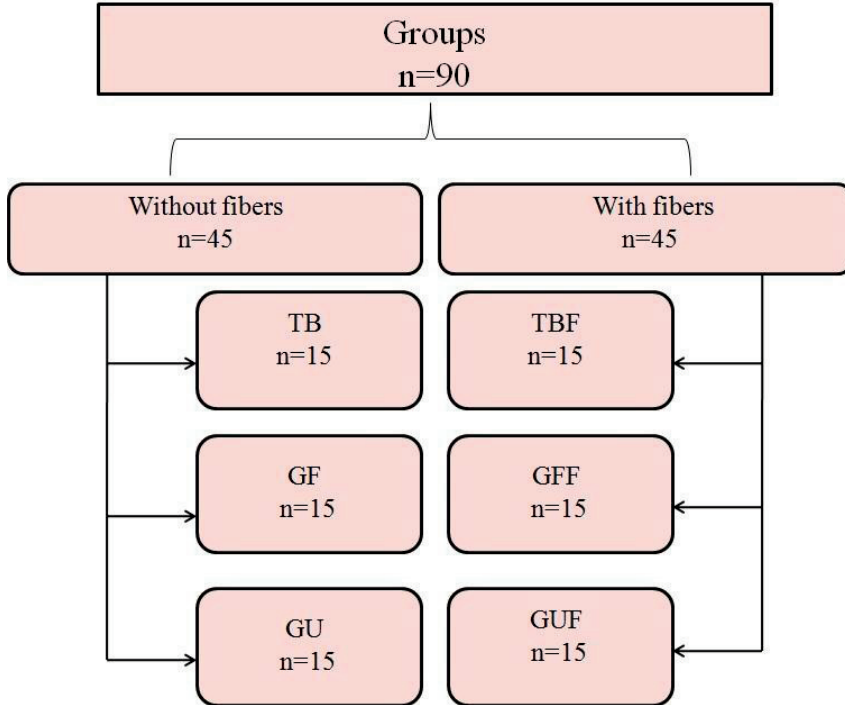 Groups
n=90
Without fibers
n=45
With fibers
n=45
TB
n=15
TBF
n=15
GF
n=15
GFF
n=15
GU
n=15
GUF
n=15